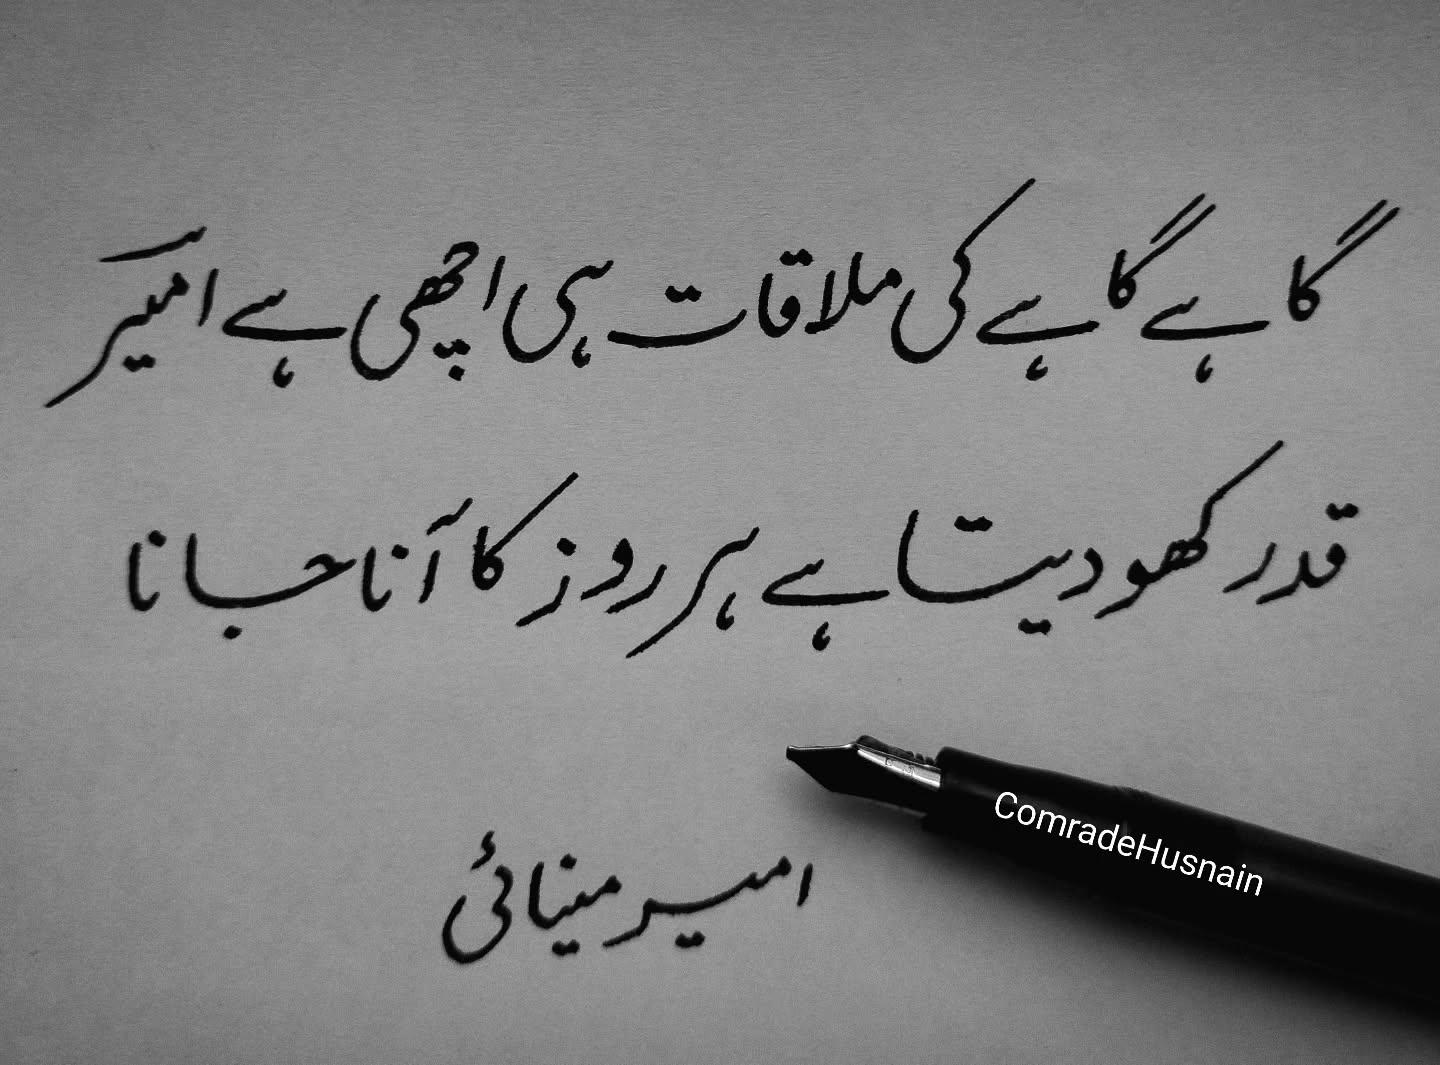 گاہے گاہے کی ملاقات ہی اچھی ہے امیؔر
قدر کھو دیتا ہے ہر روز کا آنا جانا
امیر مینائی
ComradeHusnain